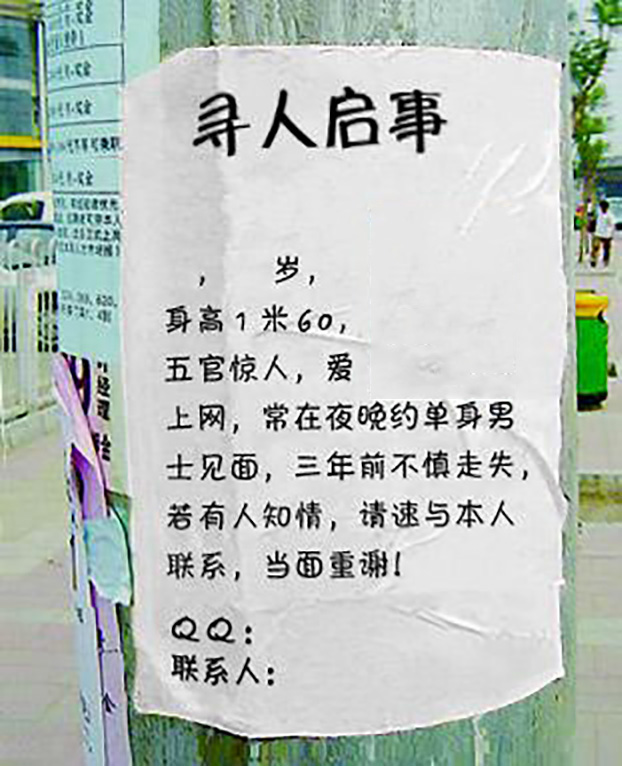 寻人启事
， 岁，
身高1米60，
五官惊人，爱
上网，常在夜晚约单身男
士见面，三年前不慎走失，
若有人知情，请速与本人
联系，当面重谢！
QQ：
联系人：